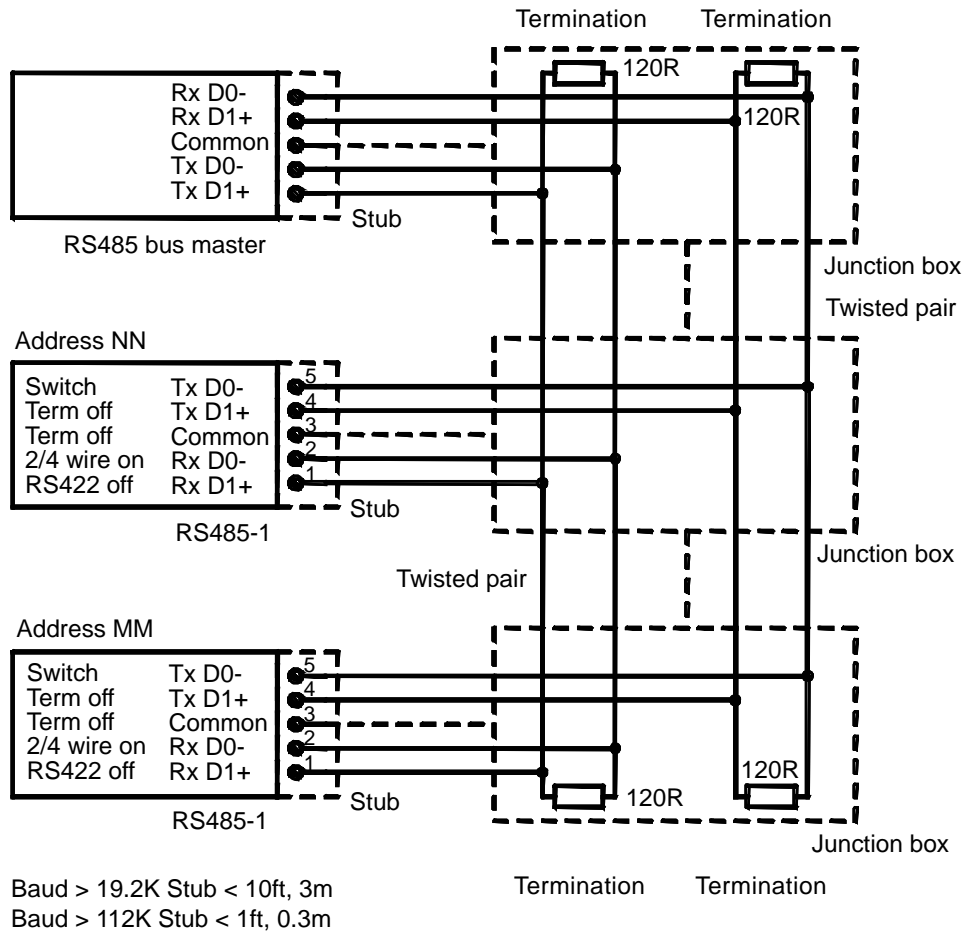 Termination
Termination
120R
120R
Rx D0-
Rx D1+
Common
Tx D0-
Tx D1+
Stub
RS485 bus master
Junction box
Twisted pair
Address NN
Switch Tx D0- 5
Term off Tx D1+ 4
Term off Common 3
2/4 wire on Rx D0- 2
RS422 off Rx D1+ 1
Stub
RS485-1
Junction box
Twisted pair
Address MM
Switch Tx D0- 5
Term off Tx D1+ 4
Term off Common 3
2/4 wire on Rx D0- 2
RS422 off Rx D1+ 1
120R
120R
Stub
RS485-1
Junction box
Termination
Termination
Baud > 19.2K Stub < 10ft, 3m
Baud > 112K Stub < 1ft, 0.3m